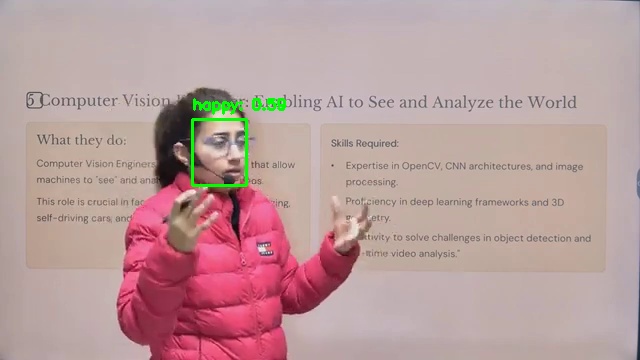 happy: 0.59
5 Computer Vision Enabling AI to See and Analyze the World
What they do:
Computer Vision Enginers that allow
machines to "see" and
This role is crucial in
self-driving cars, and
Skills Required:
• Expertise in OpenCV, CNN architectures, and image
processing.
Proficiency in deep learning frameworks and 3D
to solve challenges in object detection and
video analysis."